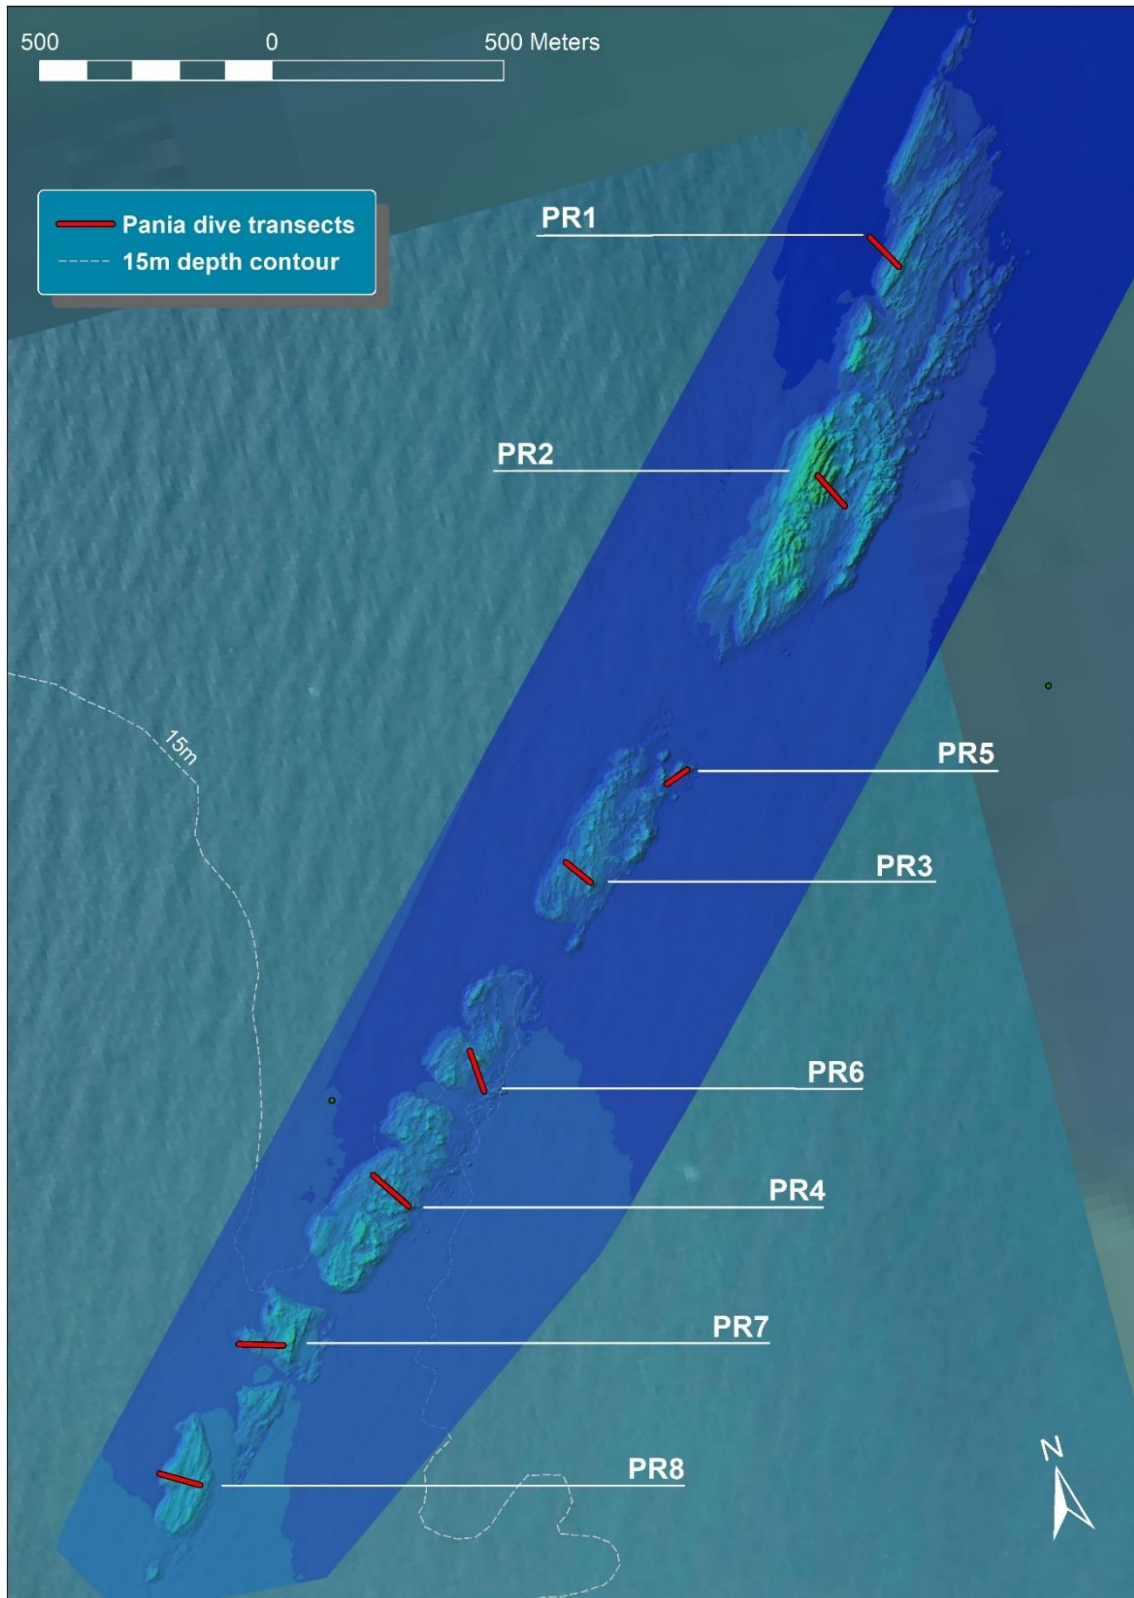 500 0 500 Meters
Pania dive transects
15m depth contour
PR1
PR2
15m
PR5
PR3
PR6
PR4
PR7
PR8
N